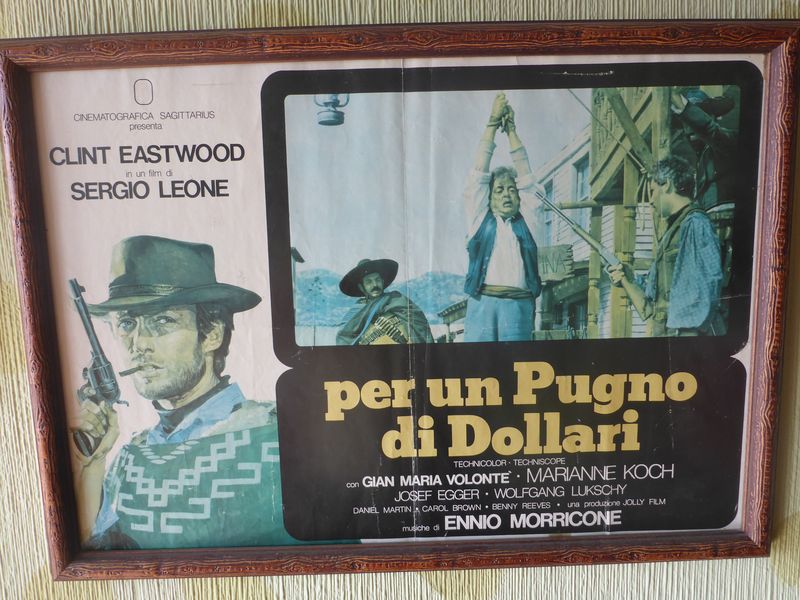 CINEMATOGRAFICA SAGITTARIUS
presenta
CLINT EASTWOOD
in un film di
SERGIO LEONE
per un Pugno
di Dollari
TECHNICOLOR · TECHNISCOPE
con GIAN MARIA VOLONTE' · MARIANNE KOCH
JOSEF EGGER · WOLFGANG LUKSCHY
DANIEL MARTIN · CAROL BROWN · BENNY REEVES · una produzione JOLLY FILM
musiche di ENNIO MORRICONE